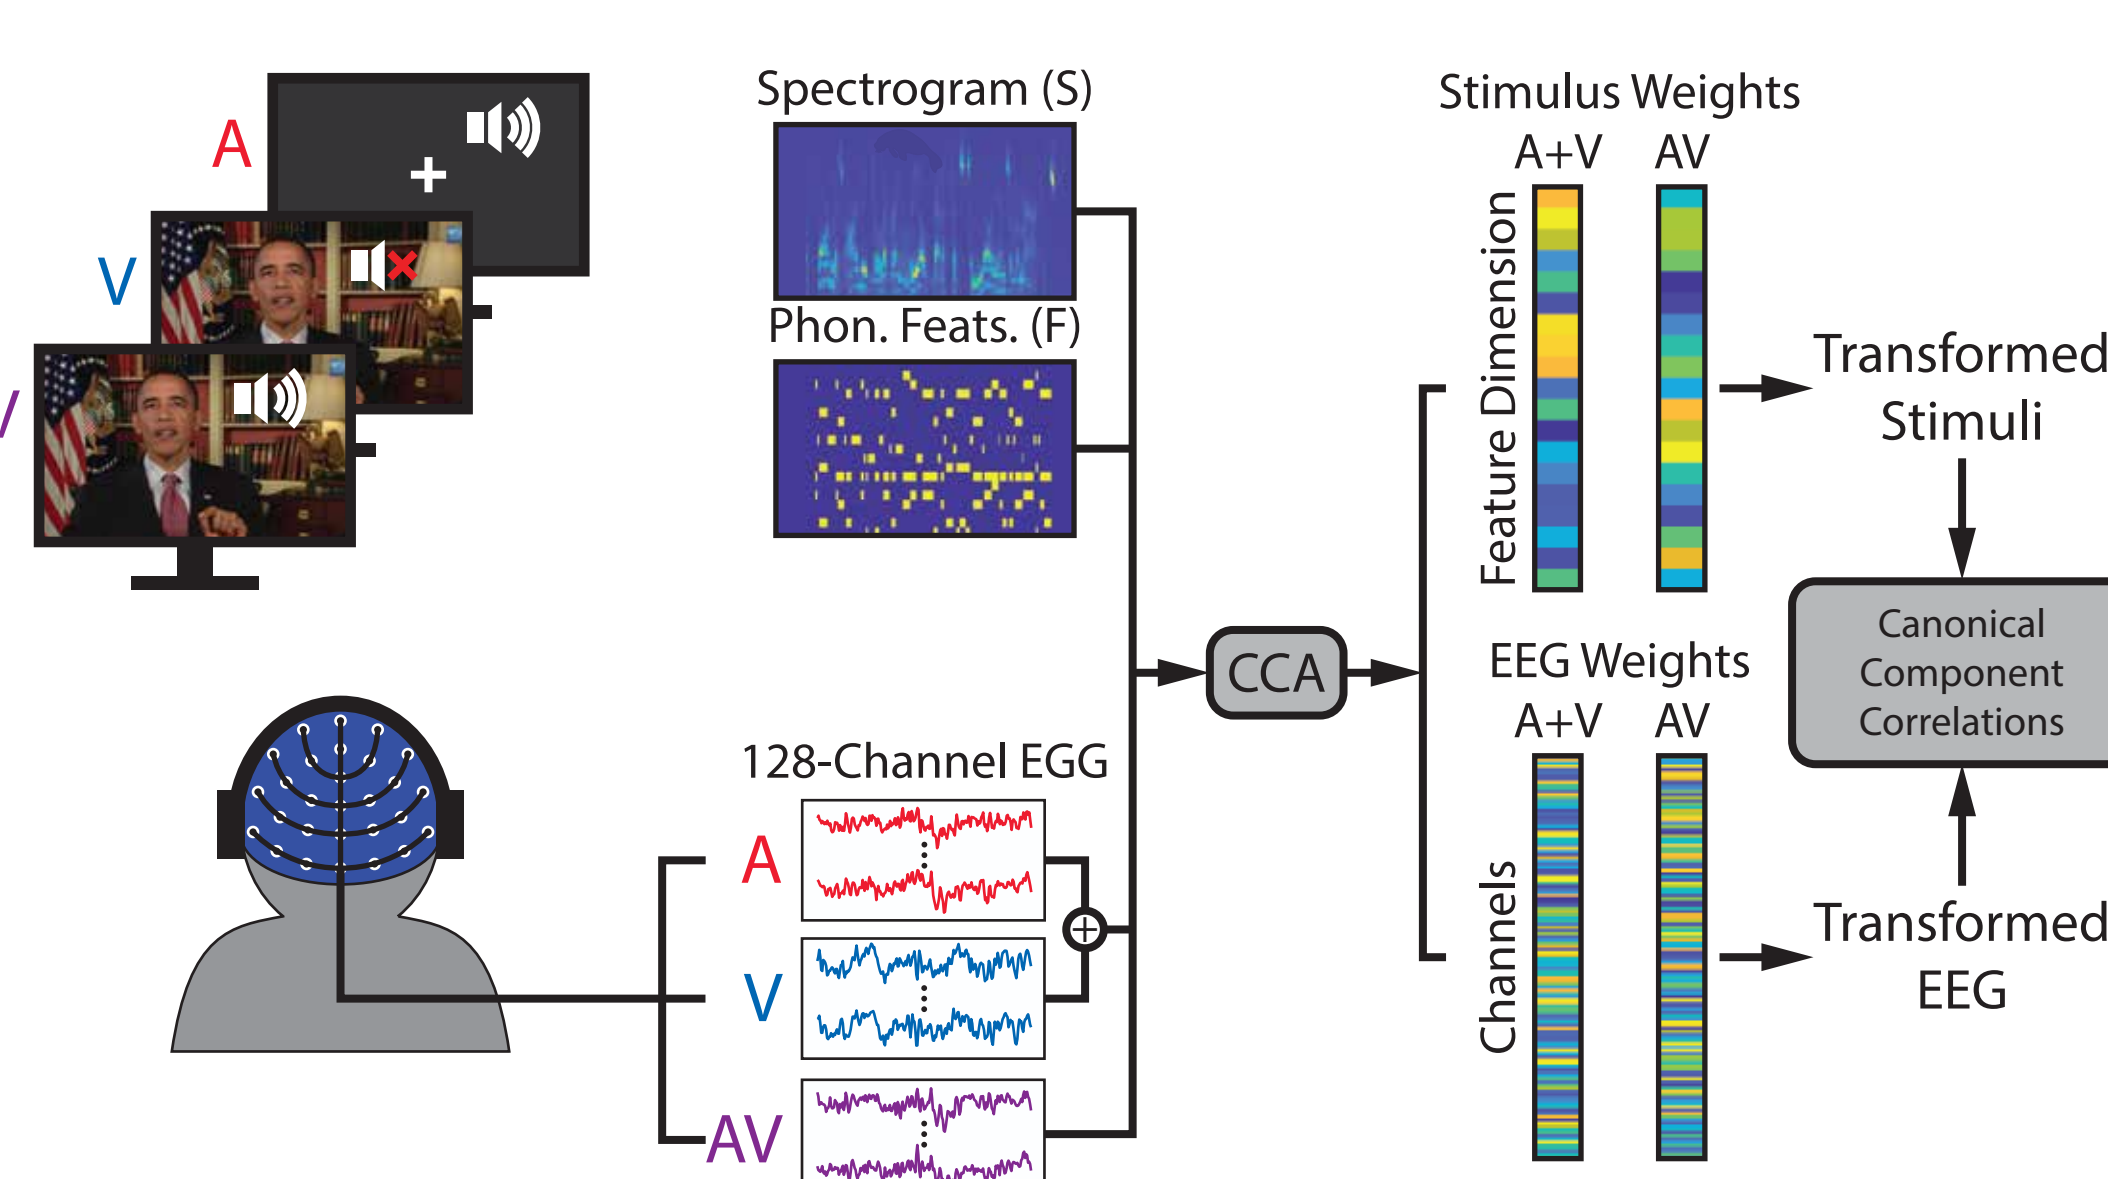 A
V
V
Spectrogram (S)
Phon. Feats. (F)
128-Channel EGG
A
V
AV
CCA
Stimulus Weights
A+V AV
Feature Dimension
EEG Weights
A+V AV
Channels
Transformed
Stimuli
Canonical
Component
Correlations
Transformed
EEG